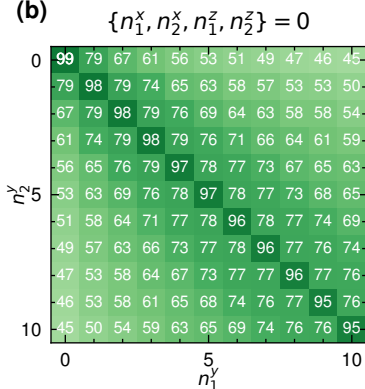 (b) {n₁ˣ, n₂ˣ, n₁ᶻ, n₂ᶻ} = 0
0 99 79 67 61 56 53 51 49 47 46 45
79 98 79 74 65 63 58 57 53 53 50
67 79 98 79 76 69 64 63 58 58 54
61 74 79 98 79 76 71 66 64 61 59
56 65 76 79 97 78 77 73 67 65 63
5 53 63 69 76 78 97 78 77 73 68 65
51 58 64 71 77 78 96 78 77 74 69
49 57 63 66 73 77 78 96 77 76 74
47 53 58 64 67 73 77 77 96 77 76
46 53 58 61 65 68 74 76 77 95 76
10 45 50 54 59 63 65 69 74 76 76 95
0 5 10
n₂ʸ
n₁ʸ